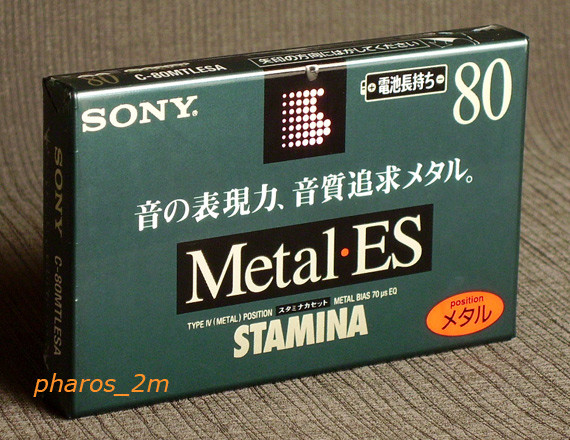 矢印の方向にはがしてください
80 C-80MTLESA
SONY®
電池長持ち
80
音の表現力、音質追求メタル。
Metal・ES
TYPE IV (METAL) POSITION スタミナカセット METAL BIAS 70 μs EQ
STAMINA
position
メタル
SONY C-80MTLESA
pharos_2m